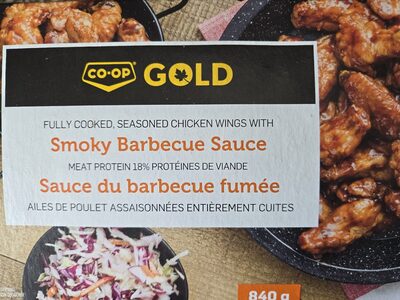 CO-OP GOLD
FULLY COOKED, SEASONED CHICKEN WINGS WITH
Smoky Barbecue Sauce
MEAT PROTEIN 18% PROTÉINES DE VIANDE
Sauce du barbecue fumée
AILES DE POULET ASSAISONNÉES ENTIÈREMENT CUITES
840 g